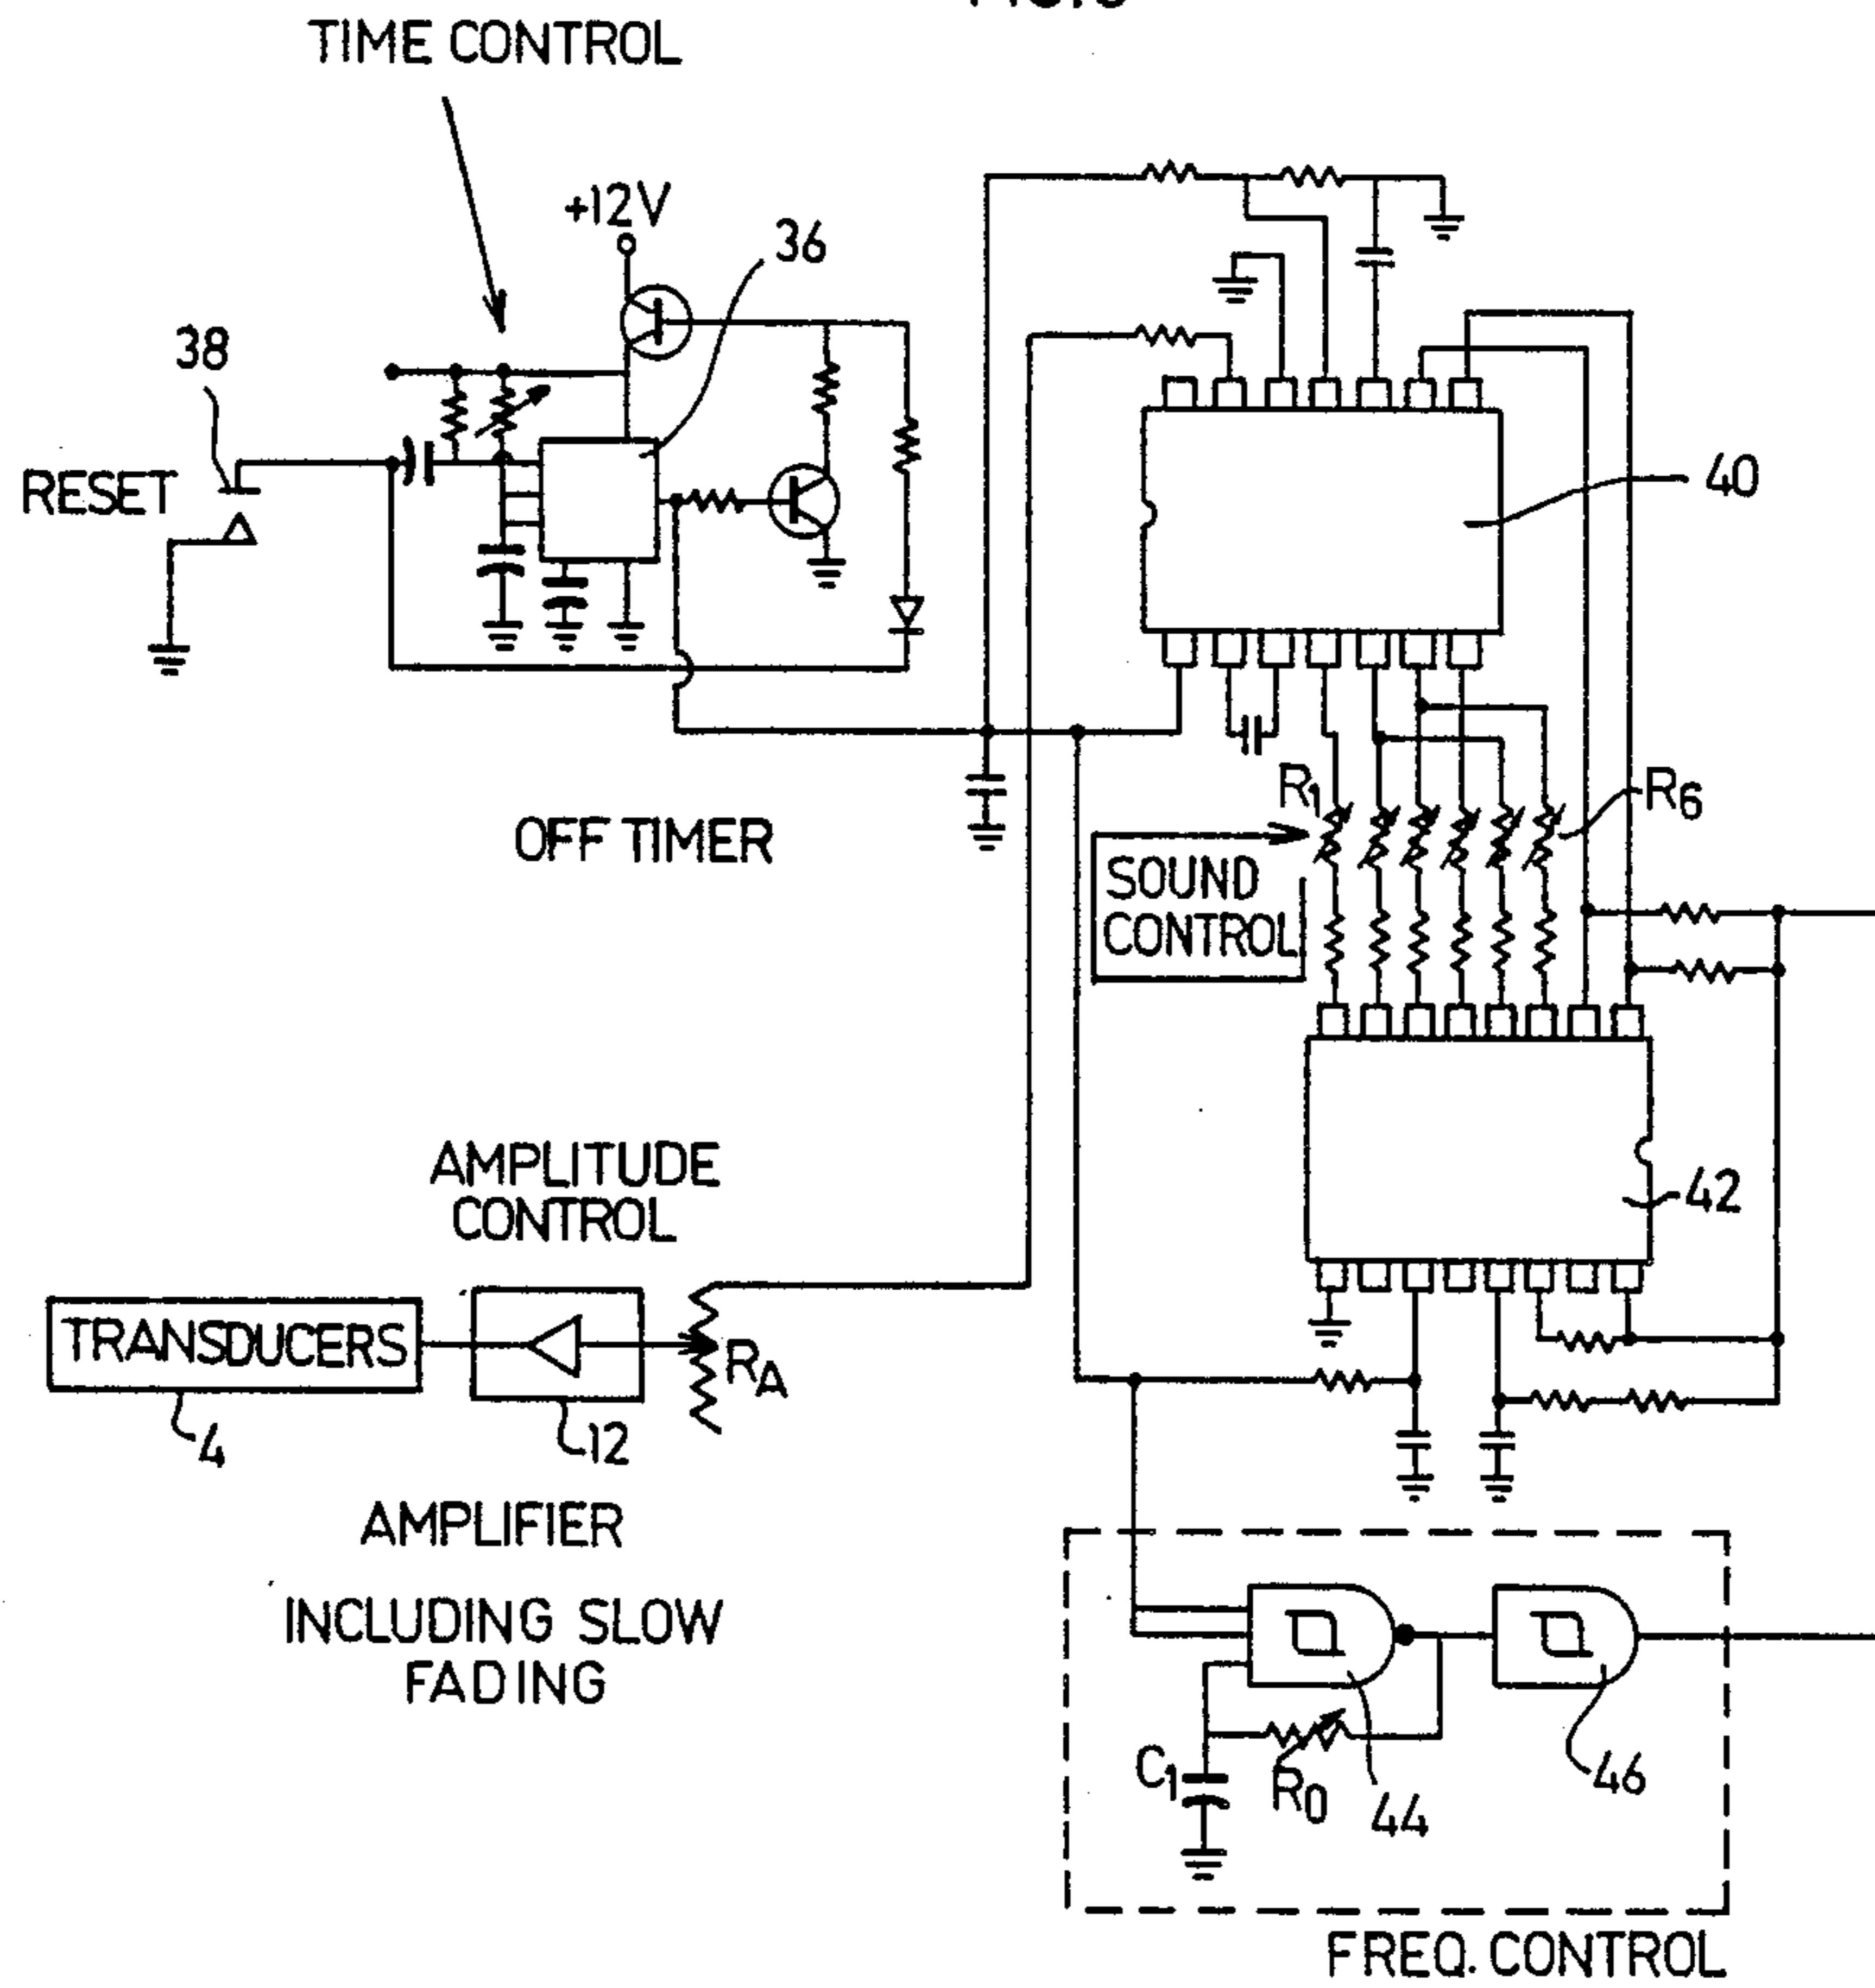 TIME CONTROL
+12V
36
38
RESET
40
OFF TIMER
R1
R6
SOUND
CONTROL
42
AMPLITUDE
CONTROL
TRANSDUCERS
RA
4
12
AMPLIFIER
INCLUDING SLOW
FADING
C1
R0
44
46
FREQ. CONTROL